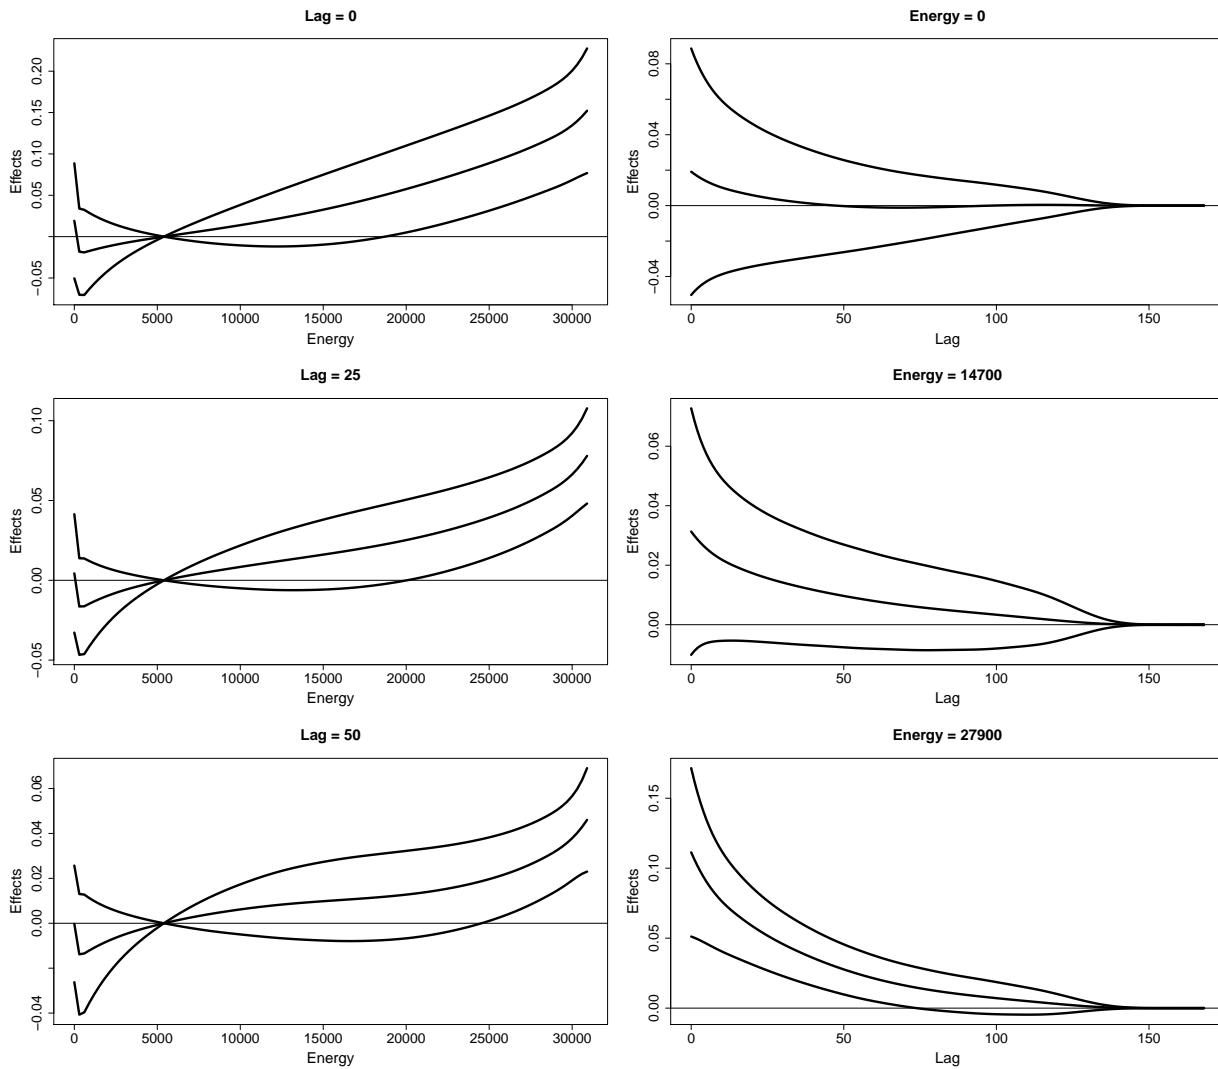 Lag = 0
Effects
−0.05 0.05 0.10 0.15 0.20
0 5000 10000 15000 20000 25000 30000
Energy
Energy = 0
Effects
−0.04 0.00 0.04 0.08
0 50 100 150
Lag
Lag = 25
Effects
−0.05 0.00 0.05 0.10
0 5000 10000 15000 20000 25000 30000
Energy
Energy = 14700
Effects
0.00 0.02 0.04 0.06
0 50 100 150
Lag
Lag = 50
Effects
−0.04 0.00 0.02 0.04 0.06
0 5000 10000 15000 20000 25000 30000
Energy
Energy = 27900
Effects
0.00 0.05 0.10 0.15
0 50 100 150
Lag